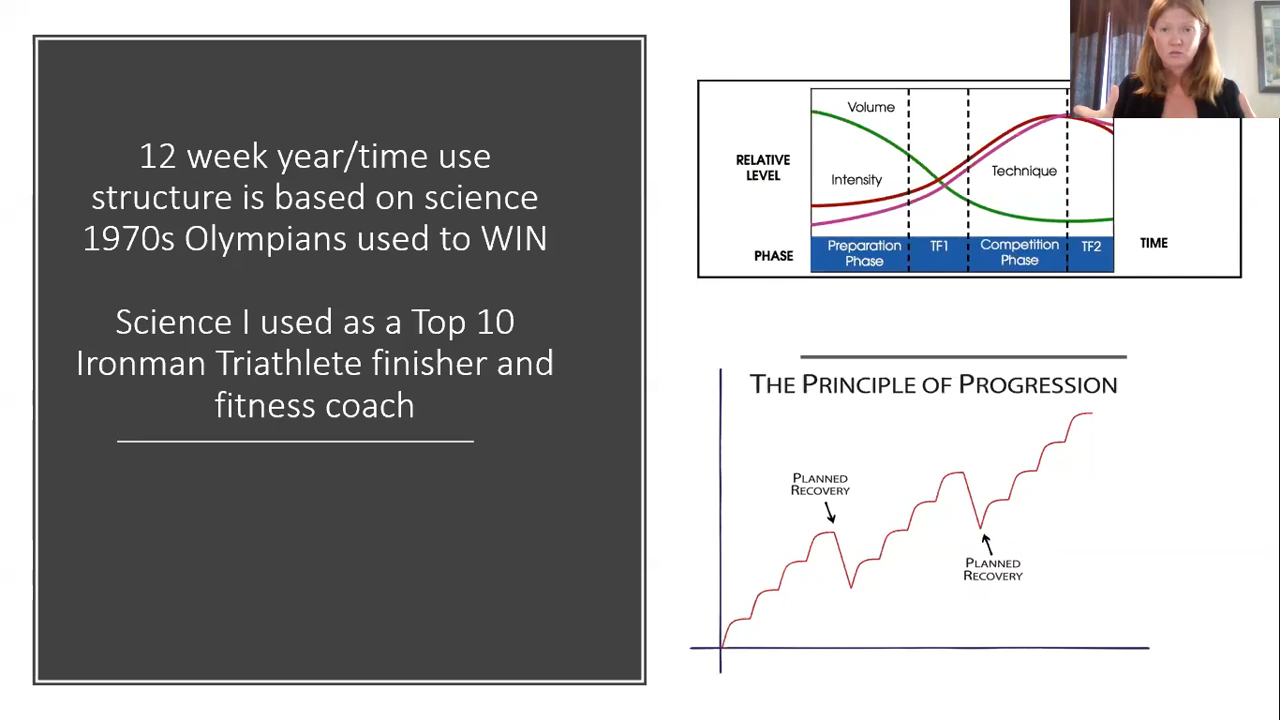 12 week year/time use
structure is based on science
1970s Olympians used to WIN
Science I used as a Top 10
Ironman Triathlete finisher and
fitness coach
Volume
RELATIVE
LEVEL
Intensity
Technique
PHASE
Preparation
Phase
TF1
Competition
Phase
TF2
TIME
THE PRINCIPLE OF PROGRESSION
PLANNED
RECOVERY
PLANNED
RECOVERY